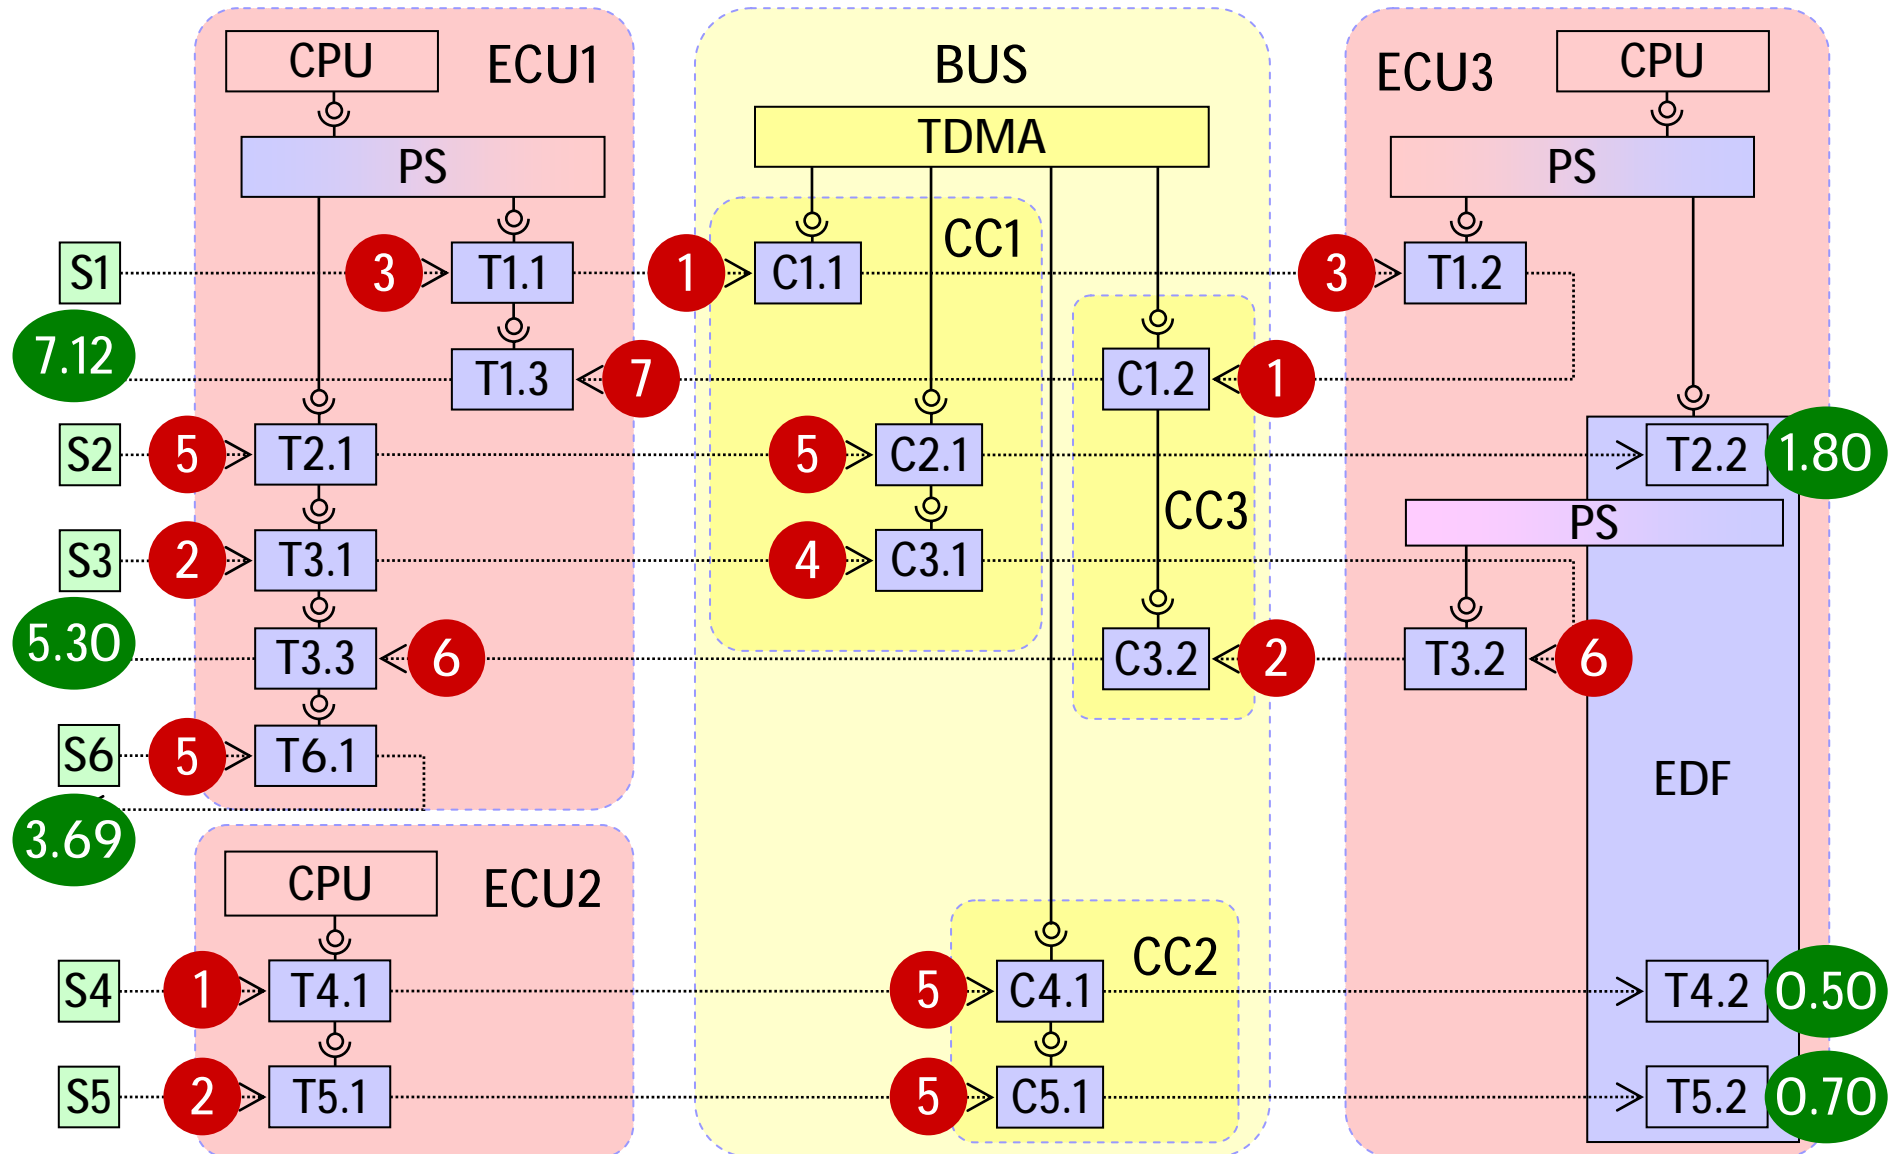 CPU
ECU1
BUS
ECU3
CPU
TDMA
PS
PS
CC1
S1
3
T1.1
1
C1.1
3
T1.2
7.12
T1.3
7
C1.2
1
S2
5
T2.1
5
C2.1
T2.2
1.80
CC3
PS
S3
2
T3.1
4
C3.1
5.30
T3.3
6
C3.2
2
T3.2
6
S6
5
T6.1
EDF
3.69
CPU
ECU2
CC2
S4
1
T4.1
5
C4.1
T4.2
0.50
S5
2
T5.1
5
C5.1
T5.2
0.70